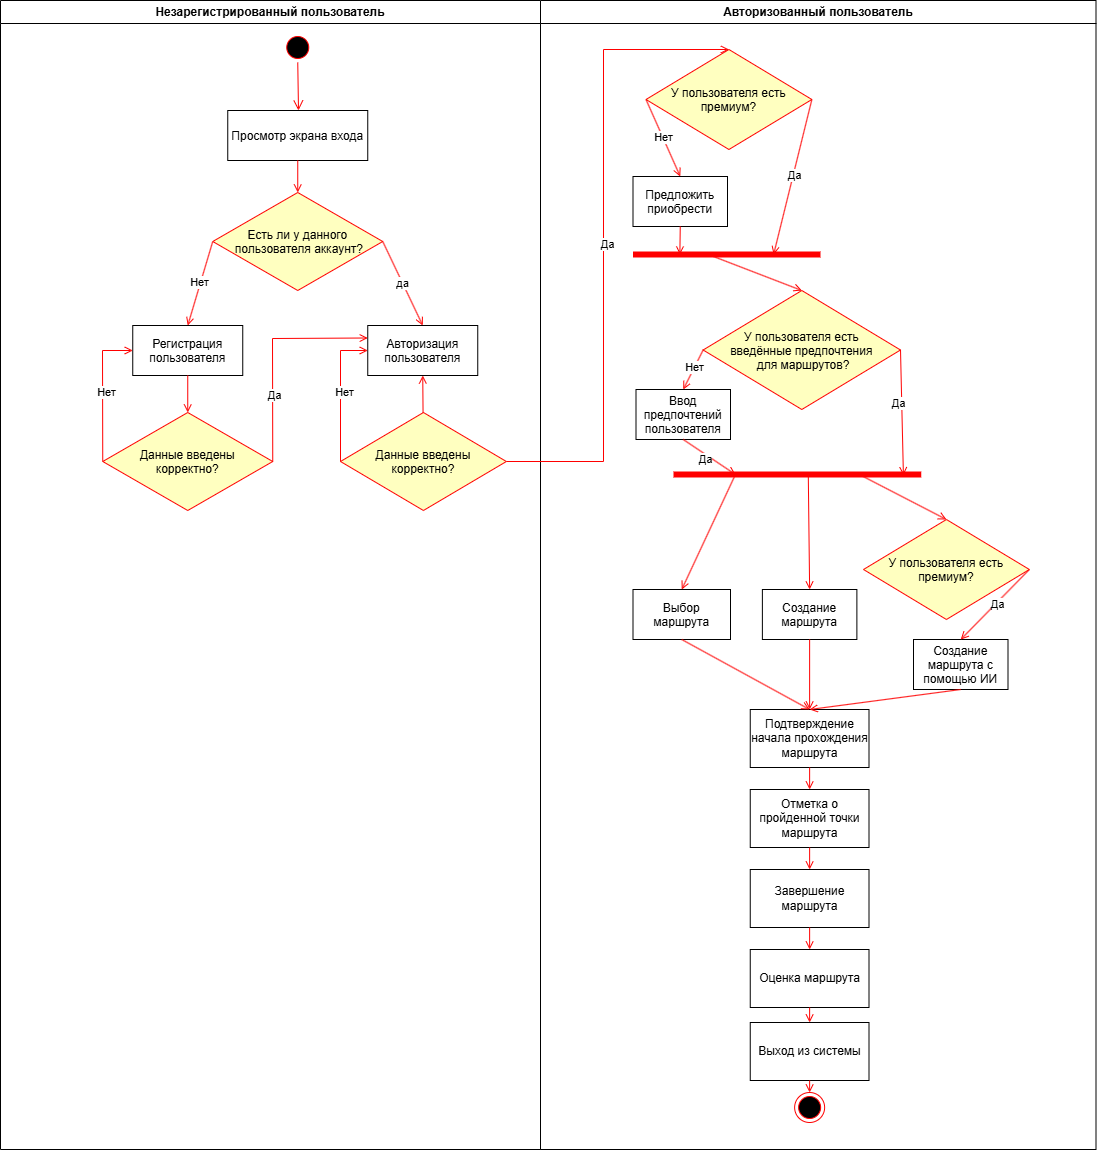 Незарегистрированный пользователь
Авторизованный пользователь
Просмотр экрана входа
Есть ли у данного
пользователя аккаунт?
Нет
да
Регистрация
пользователя
Авторизация
пользователя
Нет
Да
Нет
Данные введены
корректно?
Данные введены
корректно?
Да
У пользователя есть
премиум?
Нет
Да
Предложить
приобрести
У пользователя есть
введённые предпочтения
для маршрутов?
Нет
Да
Ввод
предпочтений
пользователя
Да
У пользователя есть
премиум?
Да
Выбор
маршрута
Создание
маршрута
Создание
маршрута с
помощью ИИ
Подтверждение
начала прохождения
маршрута
Отметка о
пройденной точки
маршрута
Завершение
маршрута
Оценка маршрута
Выход из системы